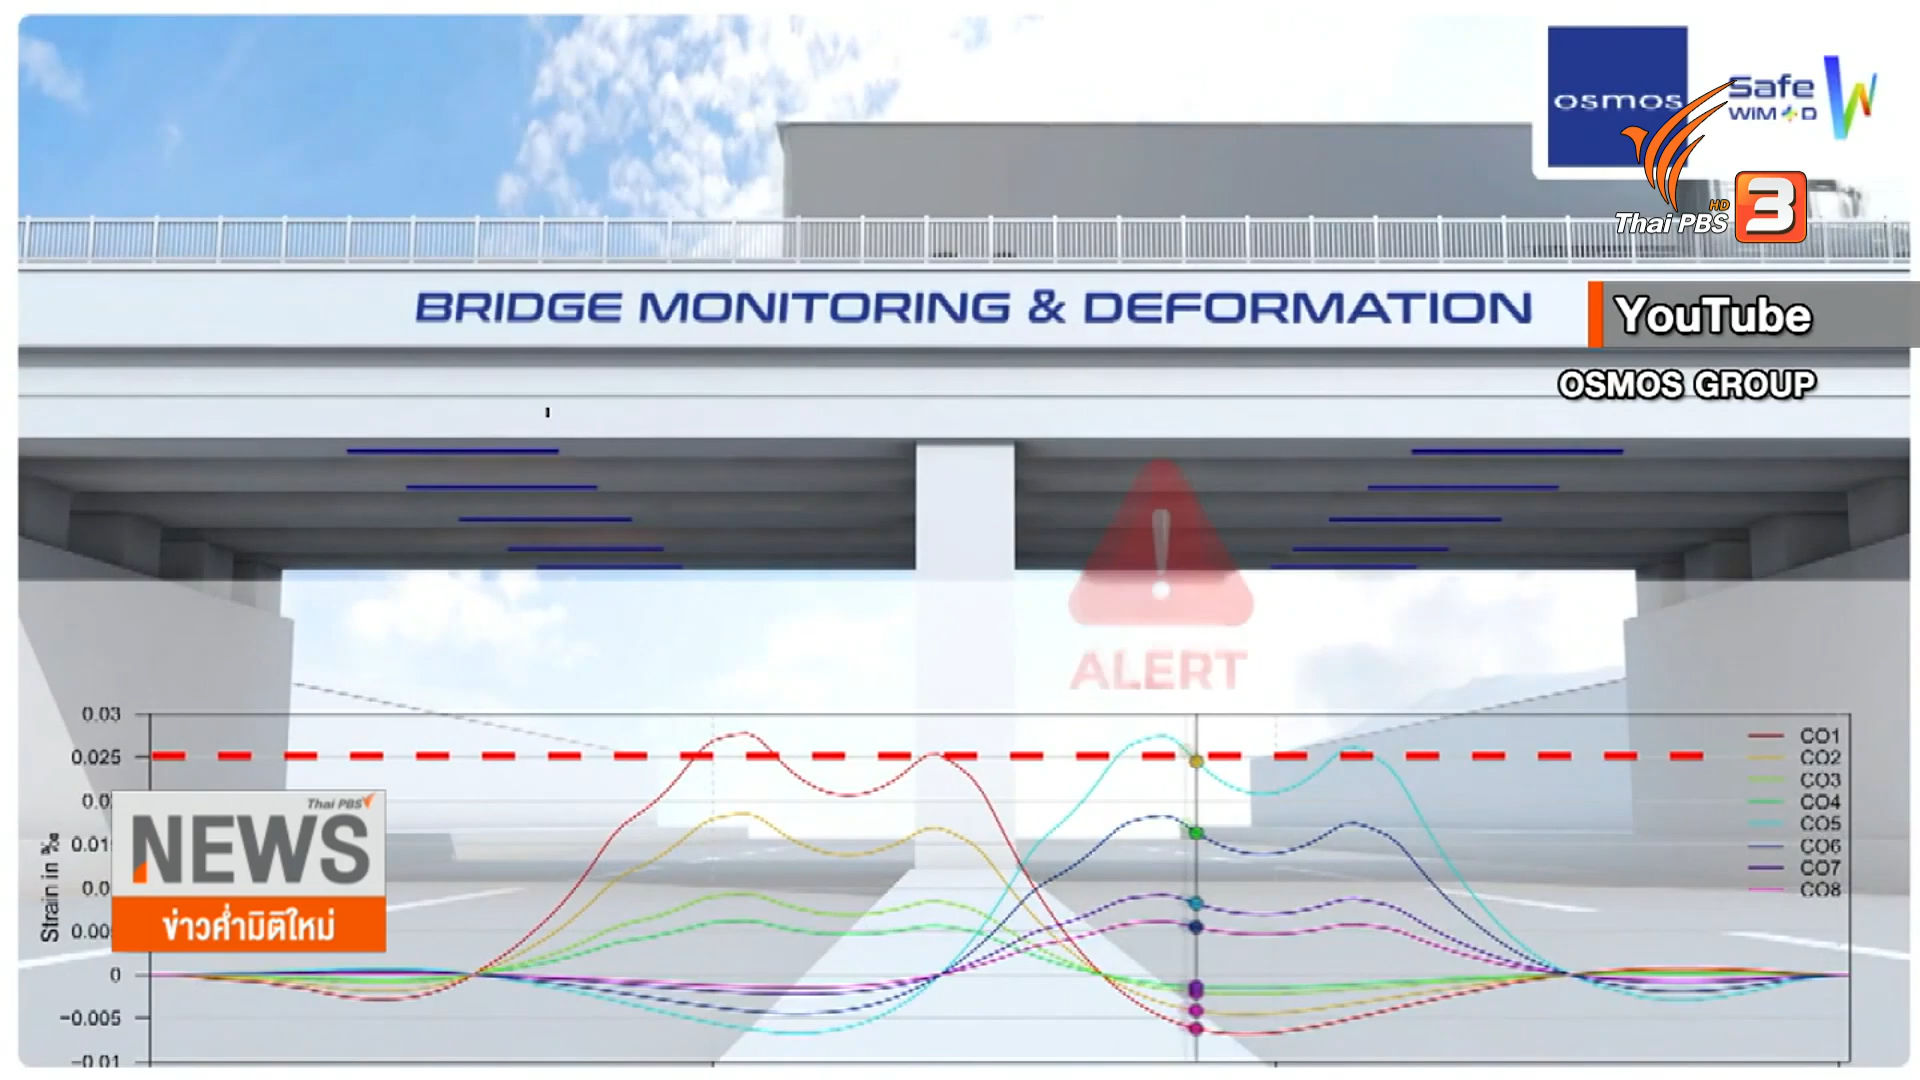 osmos
Safe
WIM+D
Thai PBS HD 3
BRIDGE MONITORING & DEFORMATION
YouTube
OSMOS GROUP
ALERT
0.03
0.025
0
-0.005
-0.01
Strain in ‰
CO1
CO2
CO3
CO4
CO5
CO6
CO7
CO8
Thai PBS
NEWS
ข่าวค่ำมิติใหม่